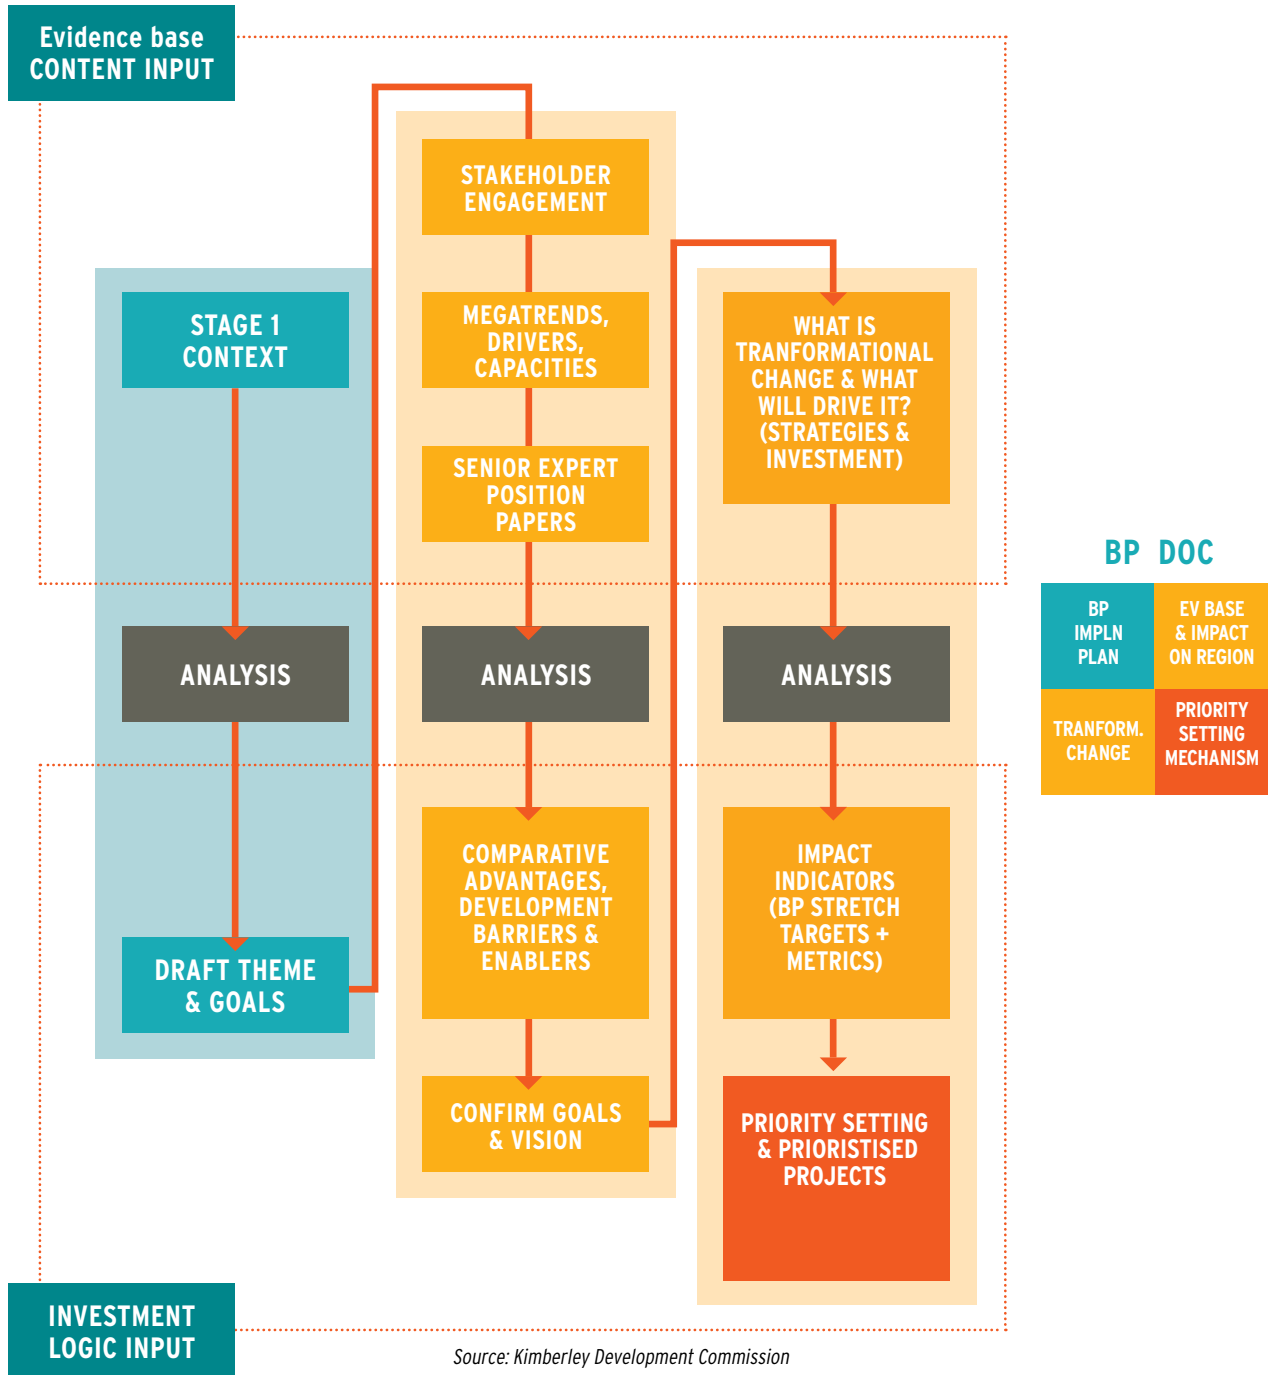 Evidence base
CONTENT INPUT
STAGE 1
CONTEXT
ANALYSIS
DRAFT THEME
& GOALS
STAKEHOLDER
ENGAGEMENT
MEGATRENDS,
DRIVERS,
CAPACITIES
SENIOR EXPERT
POSITION
PAPERS
ANALYSIS
COMPARATIVE
ADVANTAGES,
DEVELOPMENT
BARRIERS &
ENABLERS
CONFIRM GOALS
& VISION
WHAT IS
TRANFORMATIONAL
CHANGE & WHAT
WILL DRIVE IT?
(STRATEGIES &
INVESTMENT)
ANALYSIS
IMPACT
INDICATORS
(BP STRETCH
TARGETS +
METRICS)
PRIORITY SETTING
& PRIORISTISED
PROJECTS
BP DOC
BP
IMPLN
PLAN
EV BASE
& IMPACT
ON REGION
TRANFORM.
CHANGE
PRIORITY
SETTING
MECHANISM
INVESTMENT
LOGIC INPUT
Source: Kimberley Development Commission